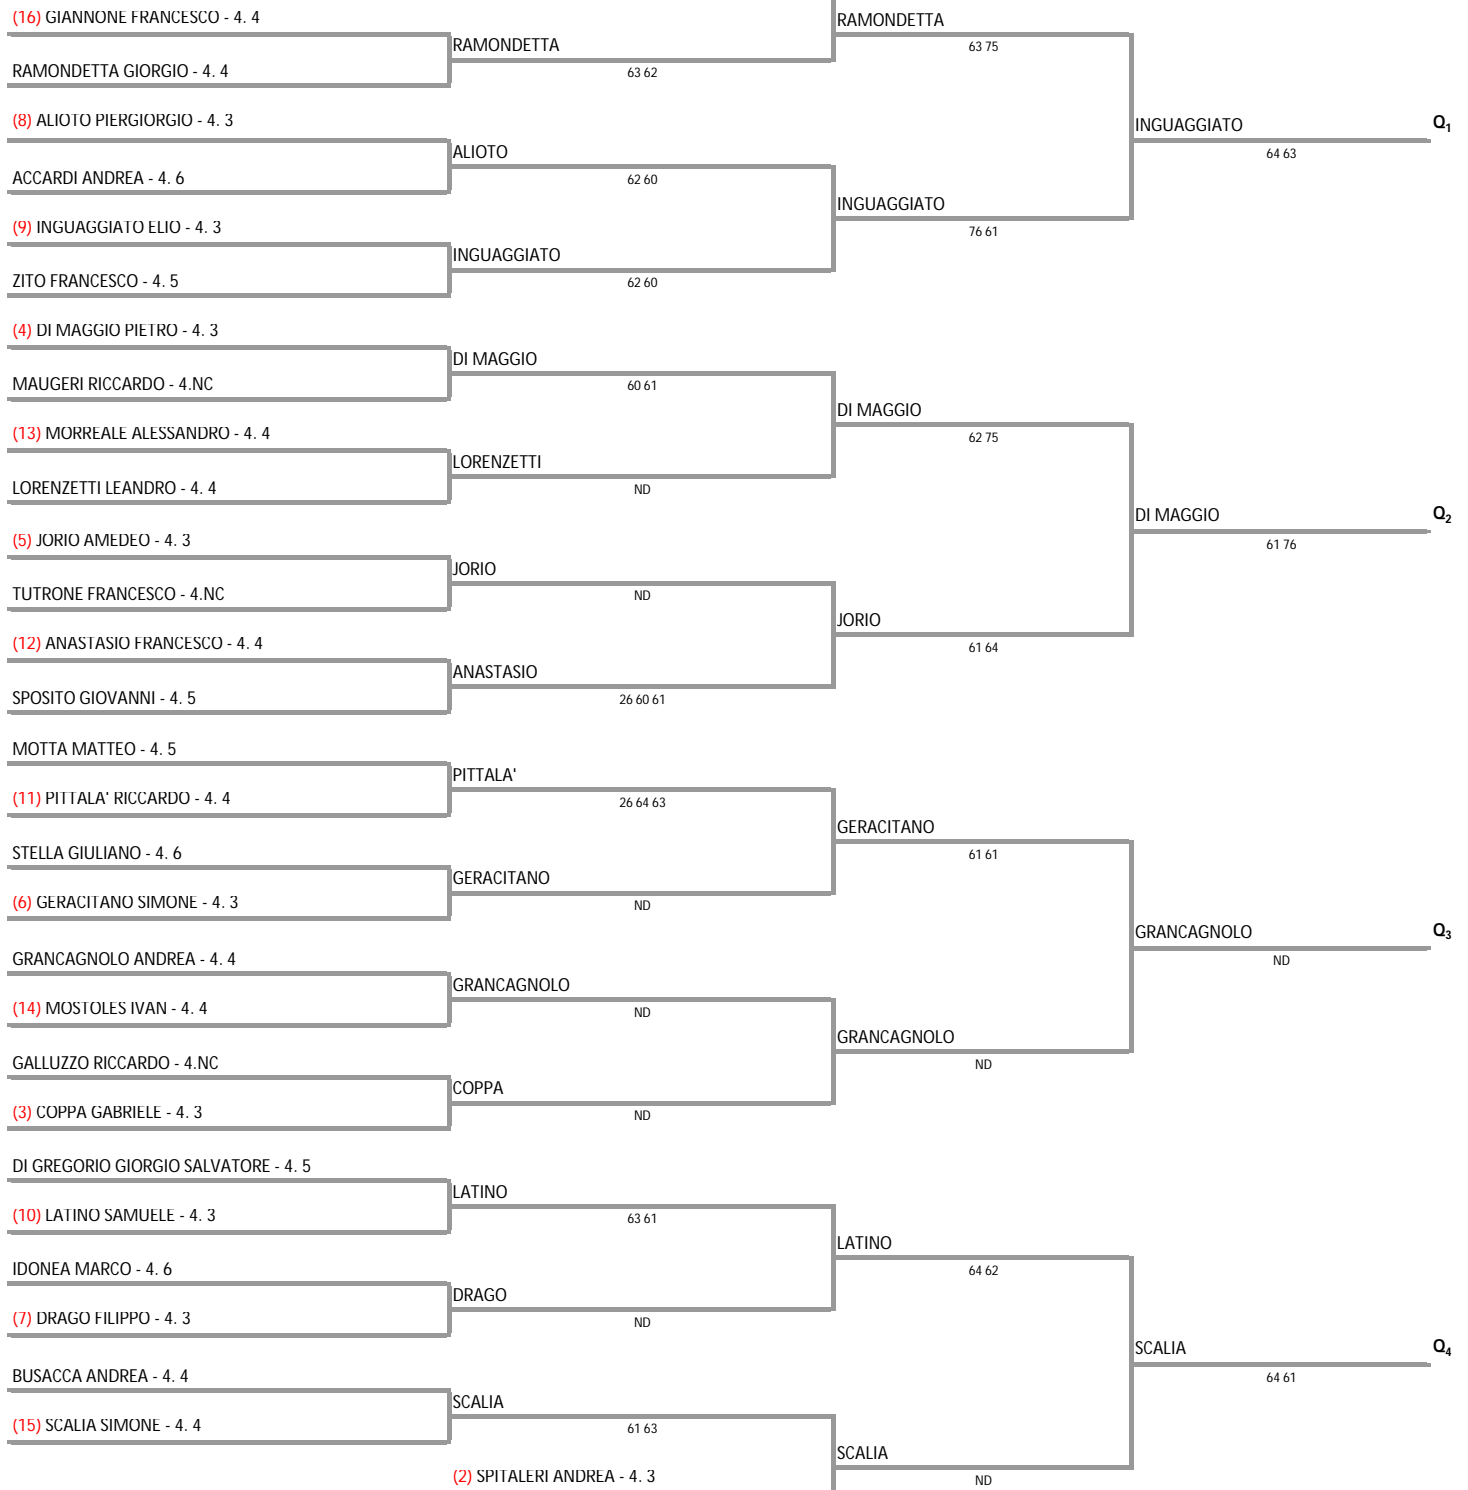 (16) GIANNONE FRANCESCO - 4. 4
RAMONDETTA
RAMONDETTA
63 75
RAMONDETTA GIORGIO - 4. 4
63 62
(8) ALIOTO PIERGIORGIO - 4. 3
INGUAGGIATO
Q1
ALIOTO
64 63
ACCARDI ANDREA - 4. 6
62 60
INGUAGGIATO
(9) INGUAGGIATO ELIO - 4. 3
76 61
INGUAGGIATO
ZITO FRANCESCO - 4. 5
62 60
(4) DI MAGGIO PIETRO - 4. 3
DI MAGGIO
MAUGERI RICCARDO - 4.NC
60 61
DI MAGGIO
(13) MORREALE ALESSANDRO - 4. 4
62 75
LORENZETTI
LORENZETTI LEANDRO - 4. 4
ND
DI MAGGIO
Q2
(5) JORIO AMEDEO - 4. 3
61 76
JORIO
TUTRONE FRANCESCO - 4.NC
ND
JORIO
(12) ANASTASIO FRANCESCO - 4. 4
61 64
ANASTASIO
SPOSITO GIOVANNI - 4. 5
26 60 61
MOTTA MATTEO - 4. 5
PITTALA'
(11) PITTALA' RICCARDO - 4. 4
26 64 63
GERACITANO
STELLA GIULIANO - 4. 6
61 61
GERACITANO
(6) GERACITANO SIMONE - 4. 3
ND
GRANCAGNOLO
Q3
GRANCAGNOLO ANDREA - 4. 4
ND
GRANCAGNOLO
(14) MOSTOLES IVAN - 4. 4
ND
GRANCAGNOLO
GALLUZZO RICCARDO - 4.NC
ND
COPPA
(3) COPPA GABRIELE - 4. 3
ND
DI GREGORIO GIORGIO SALVATORE - 4. 5
LATINO
(10) LATINO SAMUELE - 4. 3
63 61
LATINO
IDONEA MARCO - 4. 6
64 62
DRAGO
(7) DRAGO FILIPPO - 4. 3
ND
SCALIA
Q4
BUSACCA ANDREA - 4. 4
64 61
SCALIA
(15) SCALIA SIMONE - 4. 4
61 63
SCALIA
(2) SPITALERI ANDREA - 4. 3
ND